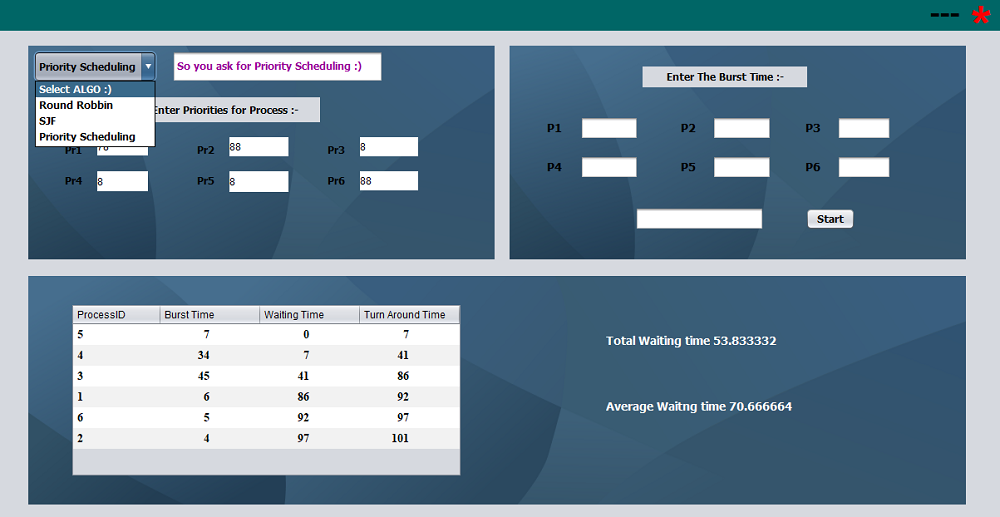 --- *
Priority Scheduling So you ask for Priority Scheduling :)
Select ALGO :)
Round Robbin
SJF
Priority Scheduling
Enter Priorities for Process :-
Pr1 Pr2 88 Pr3 8
Pr4 8 Pr5 8 Pr6 88
Enter The Burst Time :-
P1 P2 P3
P4 P5 P6
Start
ProcessID Burst Time Waiting Time Turn Around Time
5 7 0 7
4 34 7 41
3 45 41 86
1 6 86 92
6 5 92 97
2 4 97 101
Total Waiting time 53.833332
Average Waitng time 70.666664